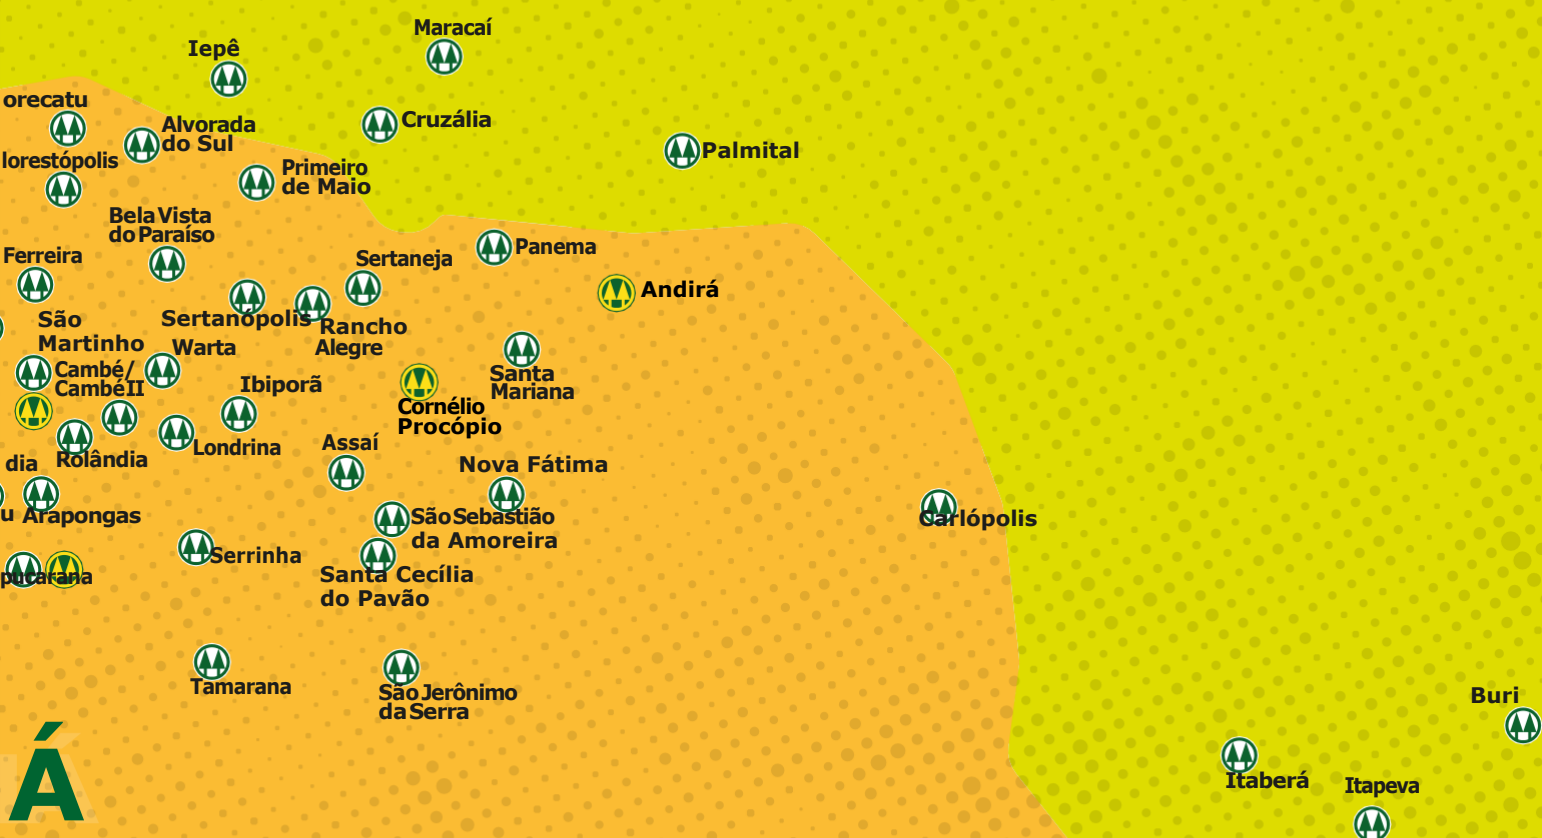 Maracaí
Iepê
orecatu
Cruzália
Alvorada
do Sul
Palmital
lorestópolis
Primeiro
de Maio
Bela Vista
do Paraíso
Panema
Ferreira
Sertaneja
Andirá
São
Martinho
Sertanópolis
Rancho
Alegre
Warta
Cambé/
Cambé II
Ibiporã
Santa
Mariana
Cornélio
Procópio
Assaí
Londrina
Rolândia
dia
Nova Fátima
u
Arapongas
São Sebastião
da Amoreira
Carlópolis
Serrinha
pucarana
Santa Cecília
do Pavão
Tamarana
São Jerônimo
da Serra
Buri
Á
Itaberá
Itapeva